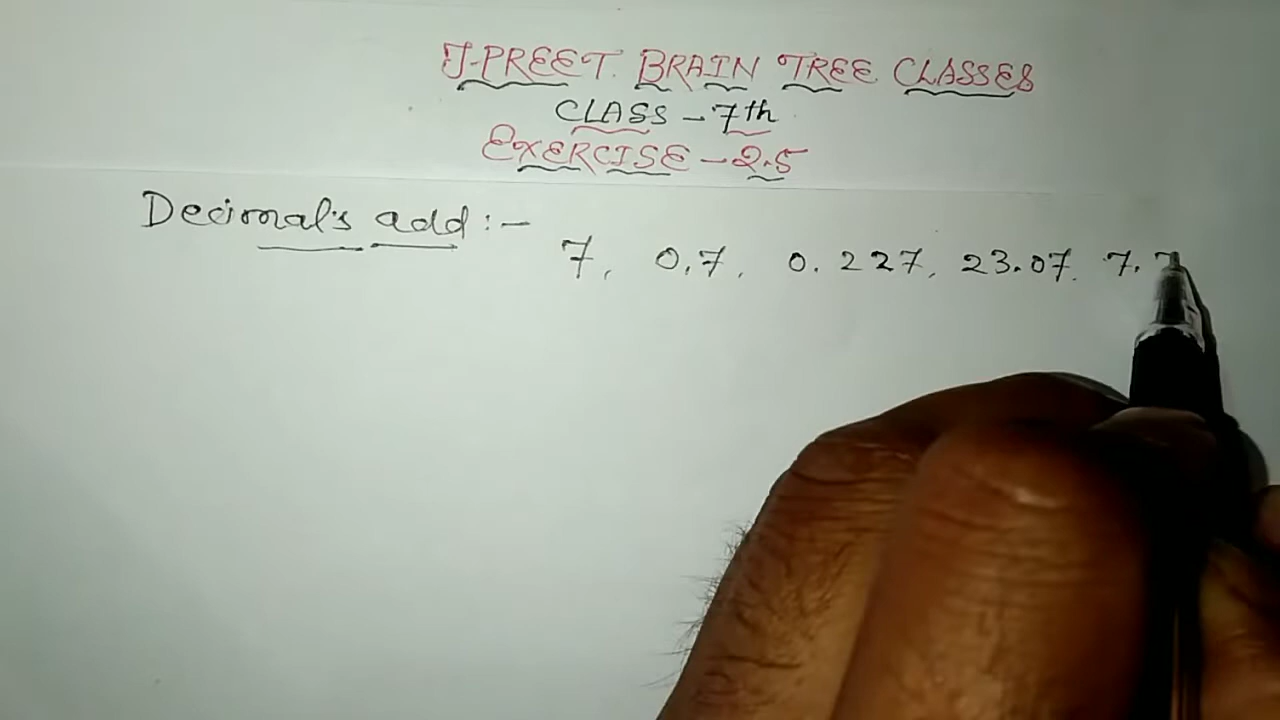 J-PREET BRAIN TREE CLASSES
CLASS - 7th
EXERCISE - 2.5
Decimal's add :-
7, 0.7, 0.227, 23.07, 7.